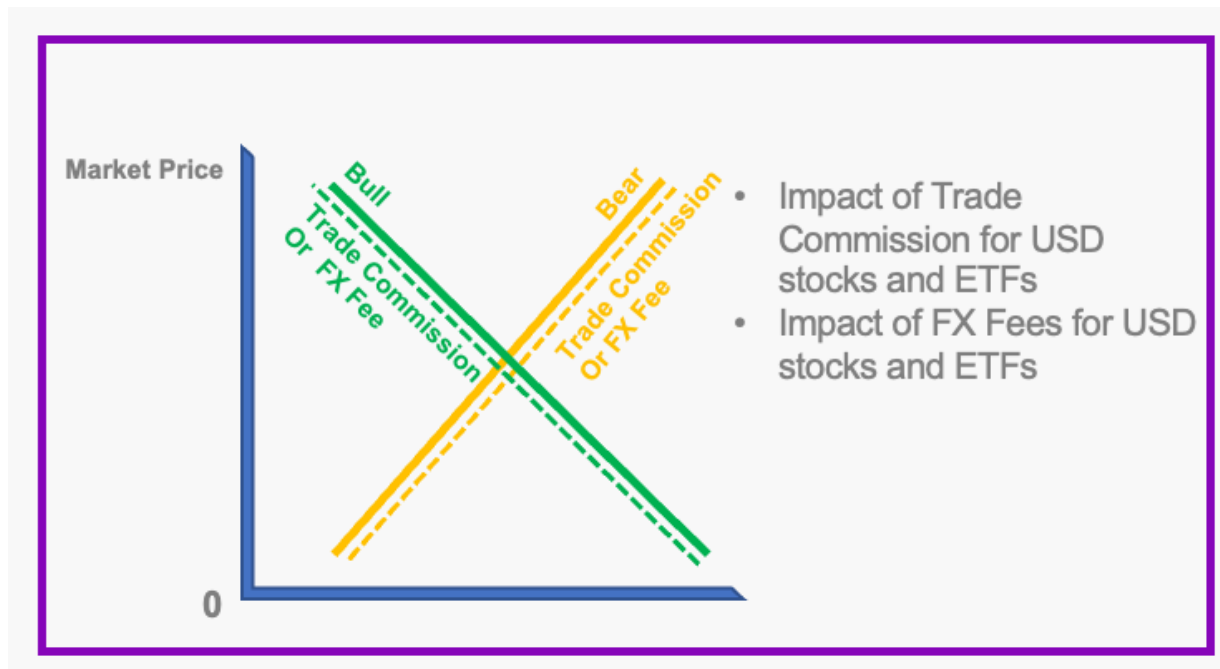 Market Price
Bull
Trade Commission
Or FX Fee
Bear
Trade Commission
Or FX Fee
0
• Impact of Trade
Commission for USD
stocks and ETFs
• Impact of FX Fees for USD
stocks and ETFs